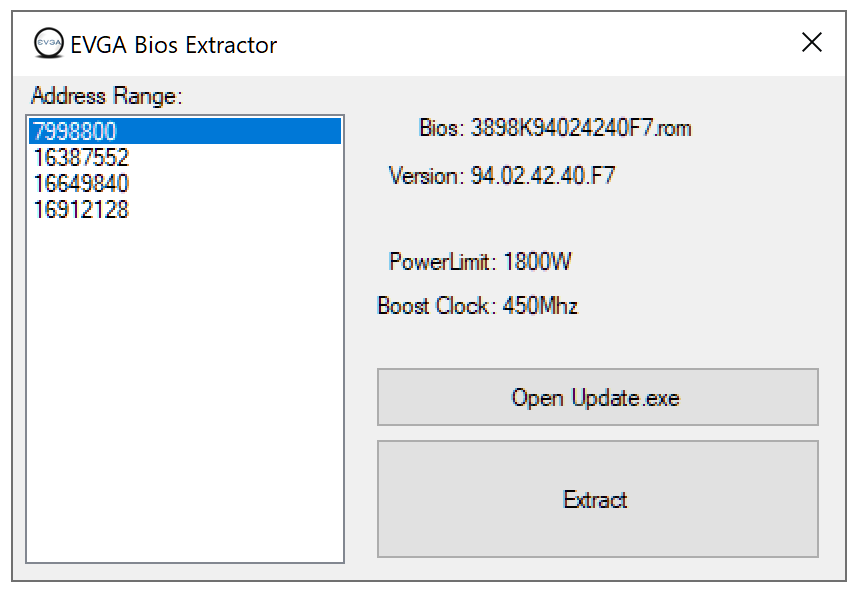 EVGA EVGA Bios Extractor
Address Range:
7998800
16387552
16649840
16912128
Bios: 3898K94024240F7.rom
Version: 94.02.42.40.F7
PowerLimit: 1800W
Boost Clock: 450Mhz
Open Update.exe
Extract